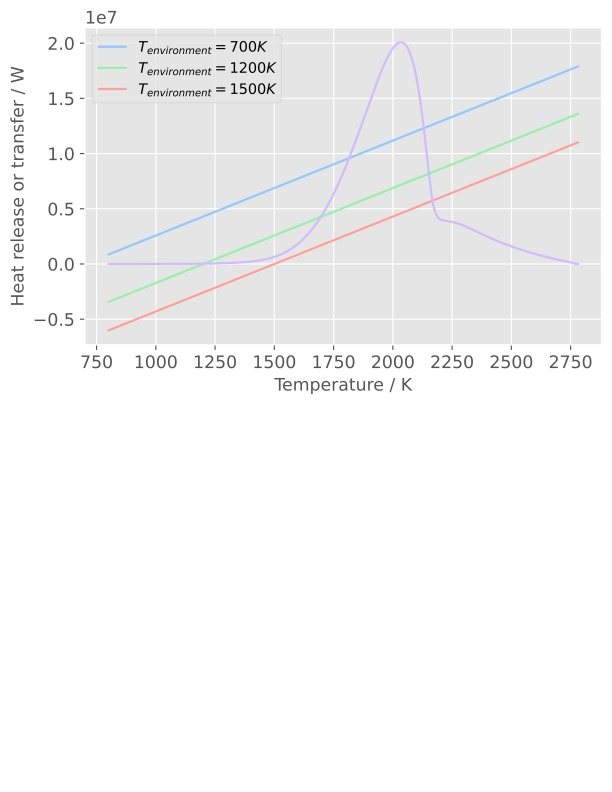 1e7
Heat release or transfer / W
2.0
1.5
1.0
0.5
0.0
−0.5
T_environment = 700K
T_environment = 1200K
T_environment = 1500K
750 1000 1250 1500 1750 2000 2250 2500 2750
Temperature / K